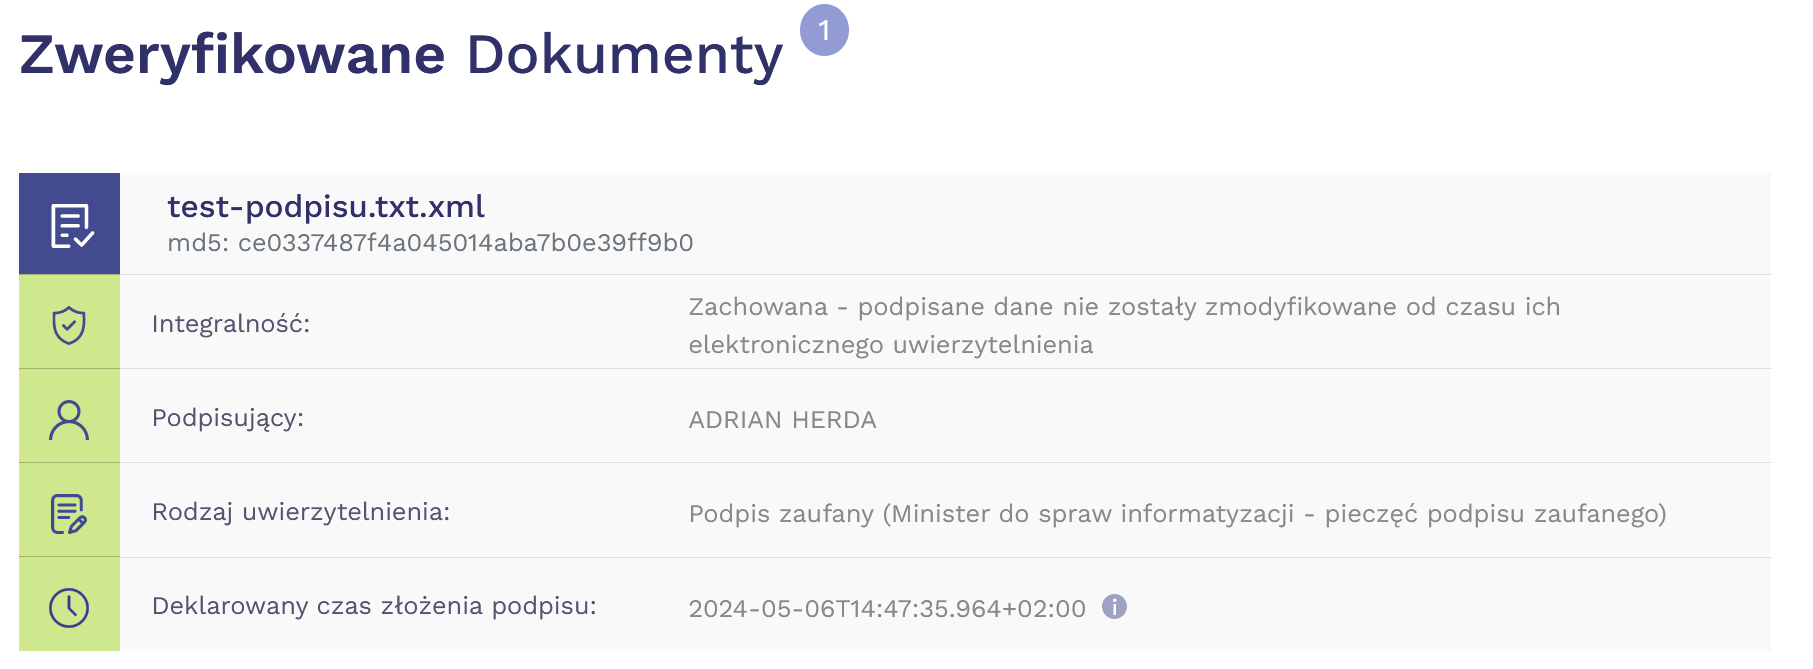 Zweryfikowane Dokumenty 1
test-podpisu.txt.xml
md5: ce0337487f4a045014aba7b0e39ff9b0
Integralność:
Zachowana - podpisane dane nie zostały zmodyfikowane od czasu ich
elektronicznego uwierzytelnienia
Podpisujący:
ADRIAN HERDA
Rodzaj uwierzytelnienia:
Podpis zaufany (Minister do spraw informatyzacji - pieczęć podpisu zaufanego)
Deklarowany czas złożenia podpisu:
2024-05-06T14:47:35.964+02:00 i